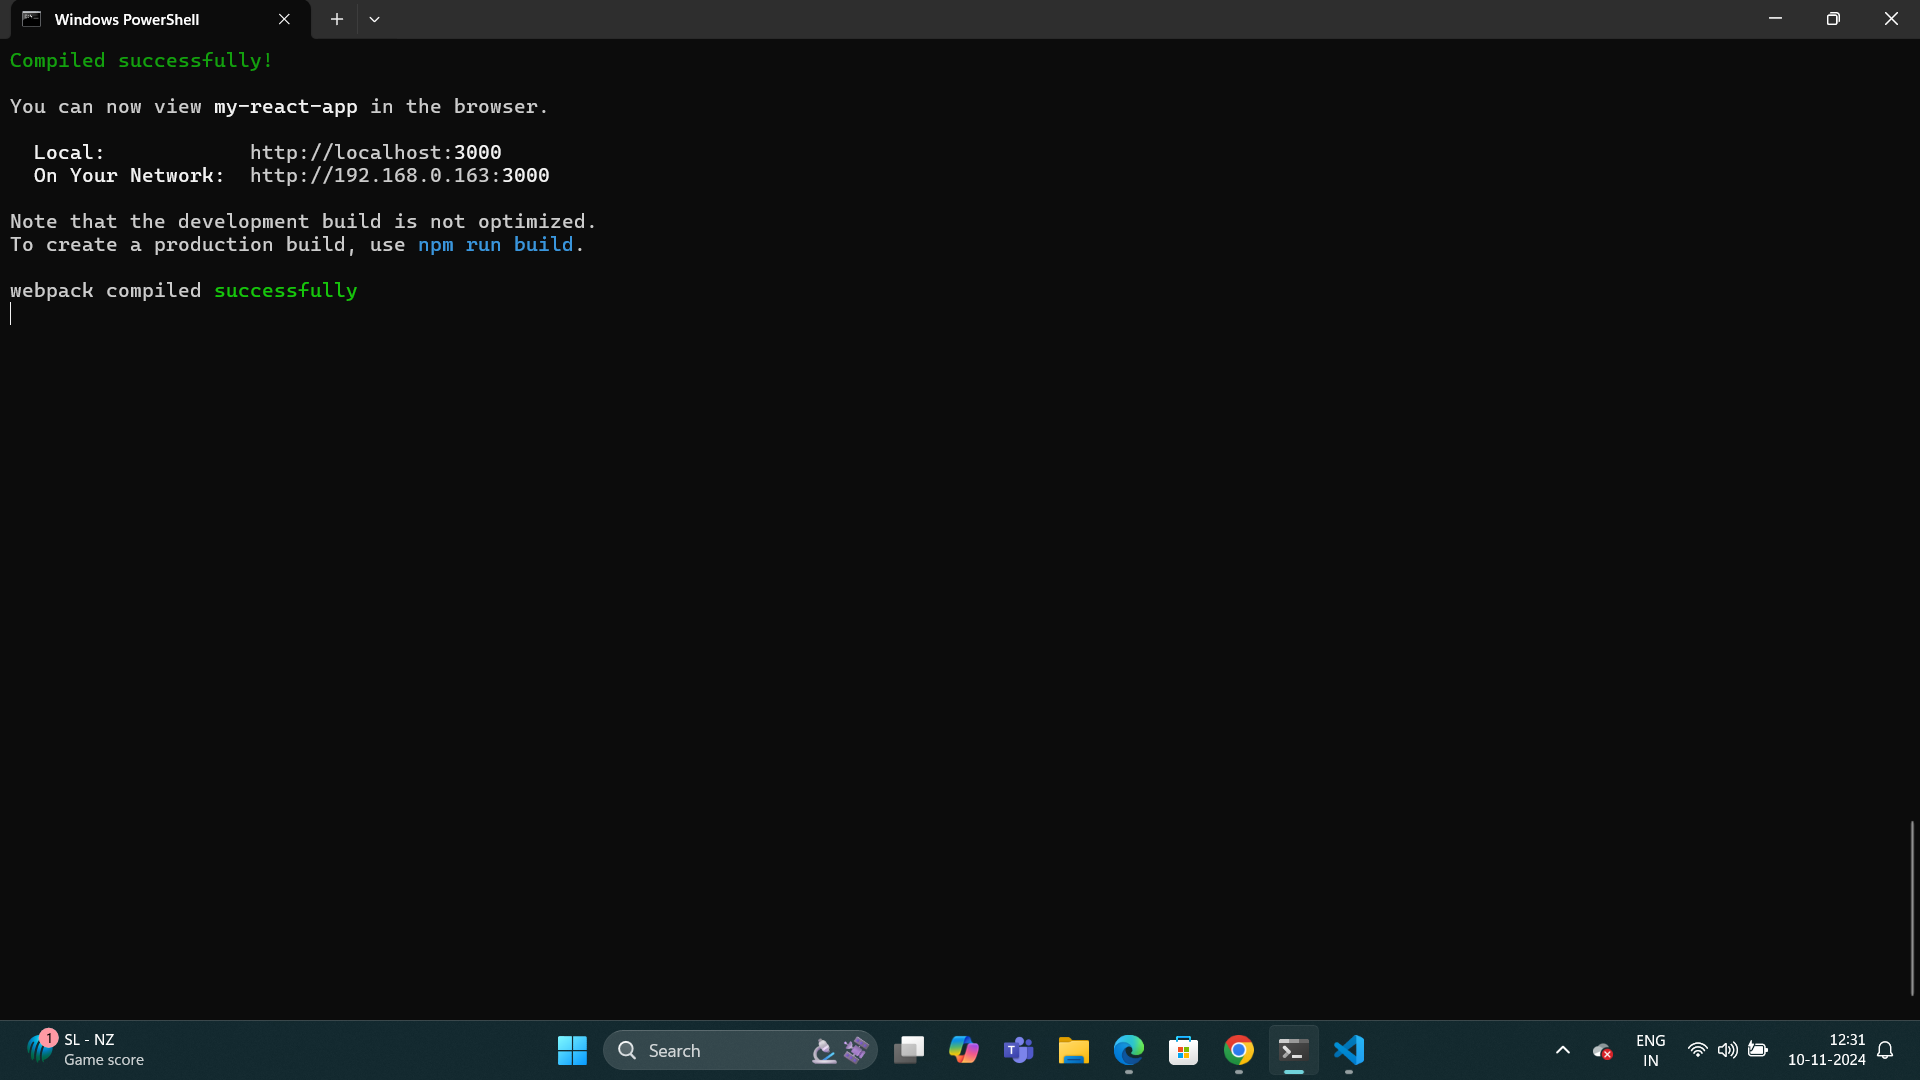 Windows PowerShell
Compiled successfully!
You can now view my-react-app in the browser.
Local: http://localhost:3000
On Your Network: http://192.168.0.163:3000
Note that the development build is not optimized.
To create a production build, use npm run build.
webpack compiled successfully
1
SL - NZ
Game score
Search
ENG
IN
12:31
10-11-2024